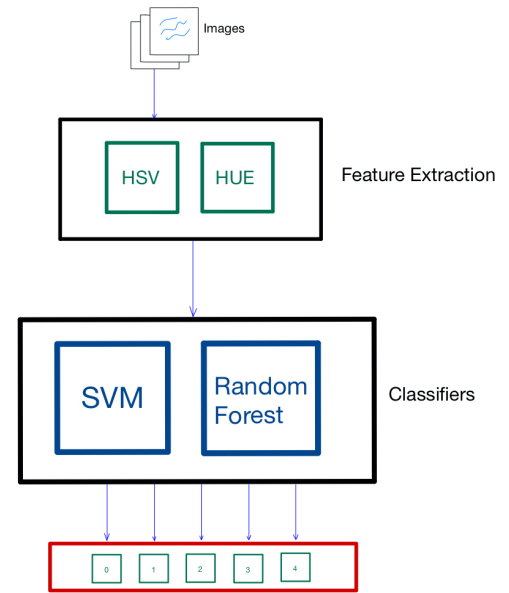 Images
HSV
HUE
Feature Extraction
SVM
Random
Forest
Classifiers
0
1
2
3
4